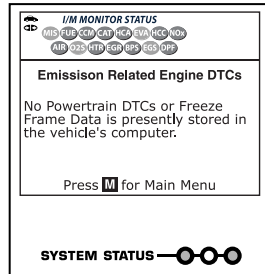 I/M MONITOR STATUS
MIS FUE CCM CAT HCA EVA HCC NOx
AIR O2S HTR EGR BPS EGS DPF
Emissison Related Engine DTCs
No Powertrain DTCs or Freeze
Frame Data is presently stored in
the vehicle's computer.
Press M for Main Menu
SYSTEM STATUS